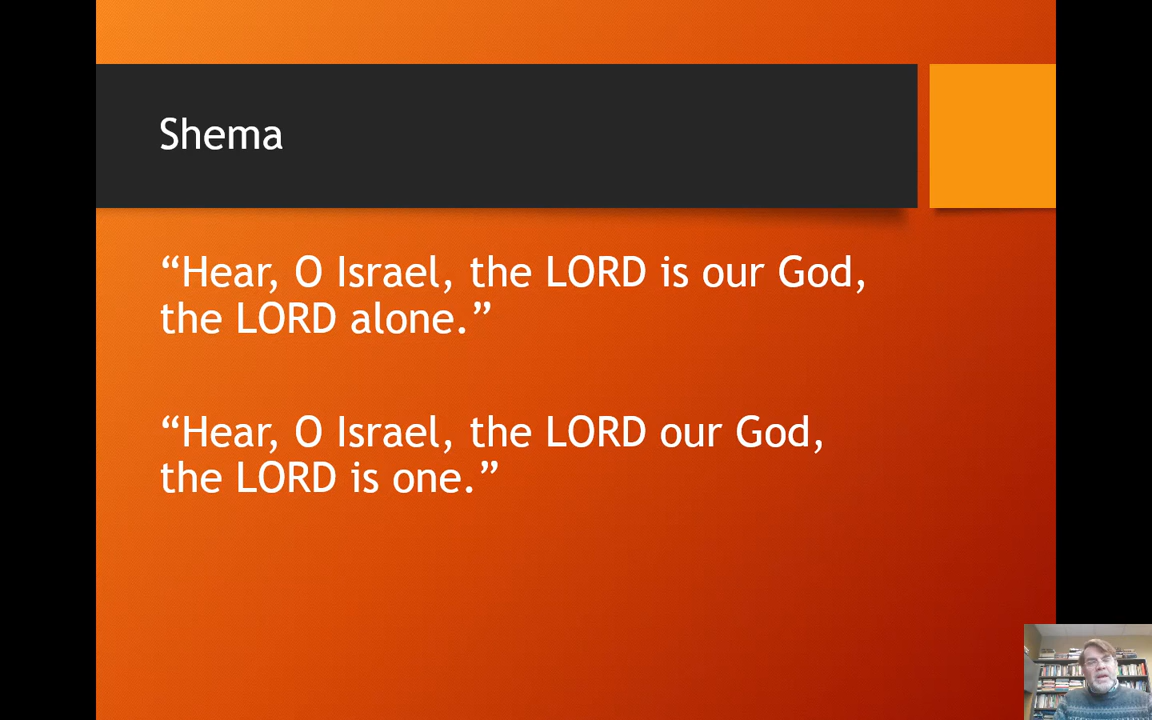 Shema
“Hear, O Israel, the LORD is our God,
the LORD alone.”
“Hear, O Israel, the LORD our God,
the LORD is one.”